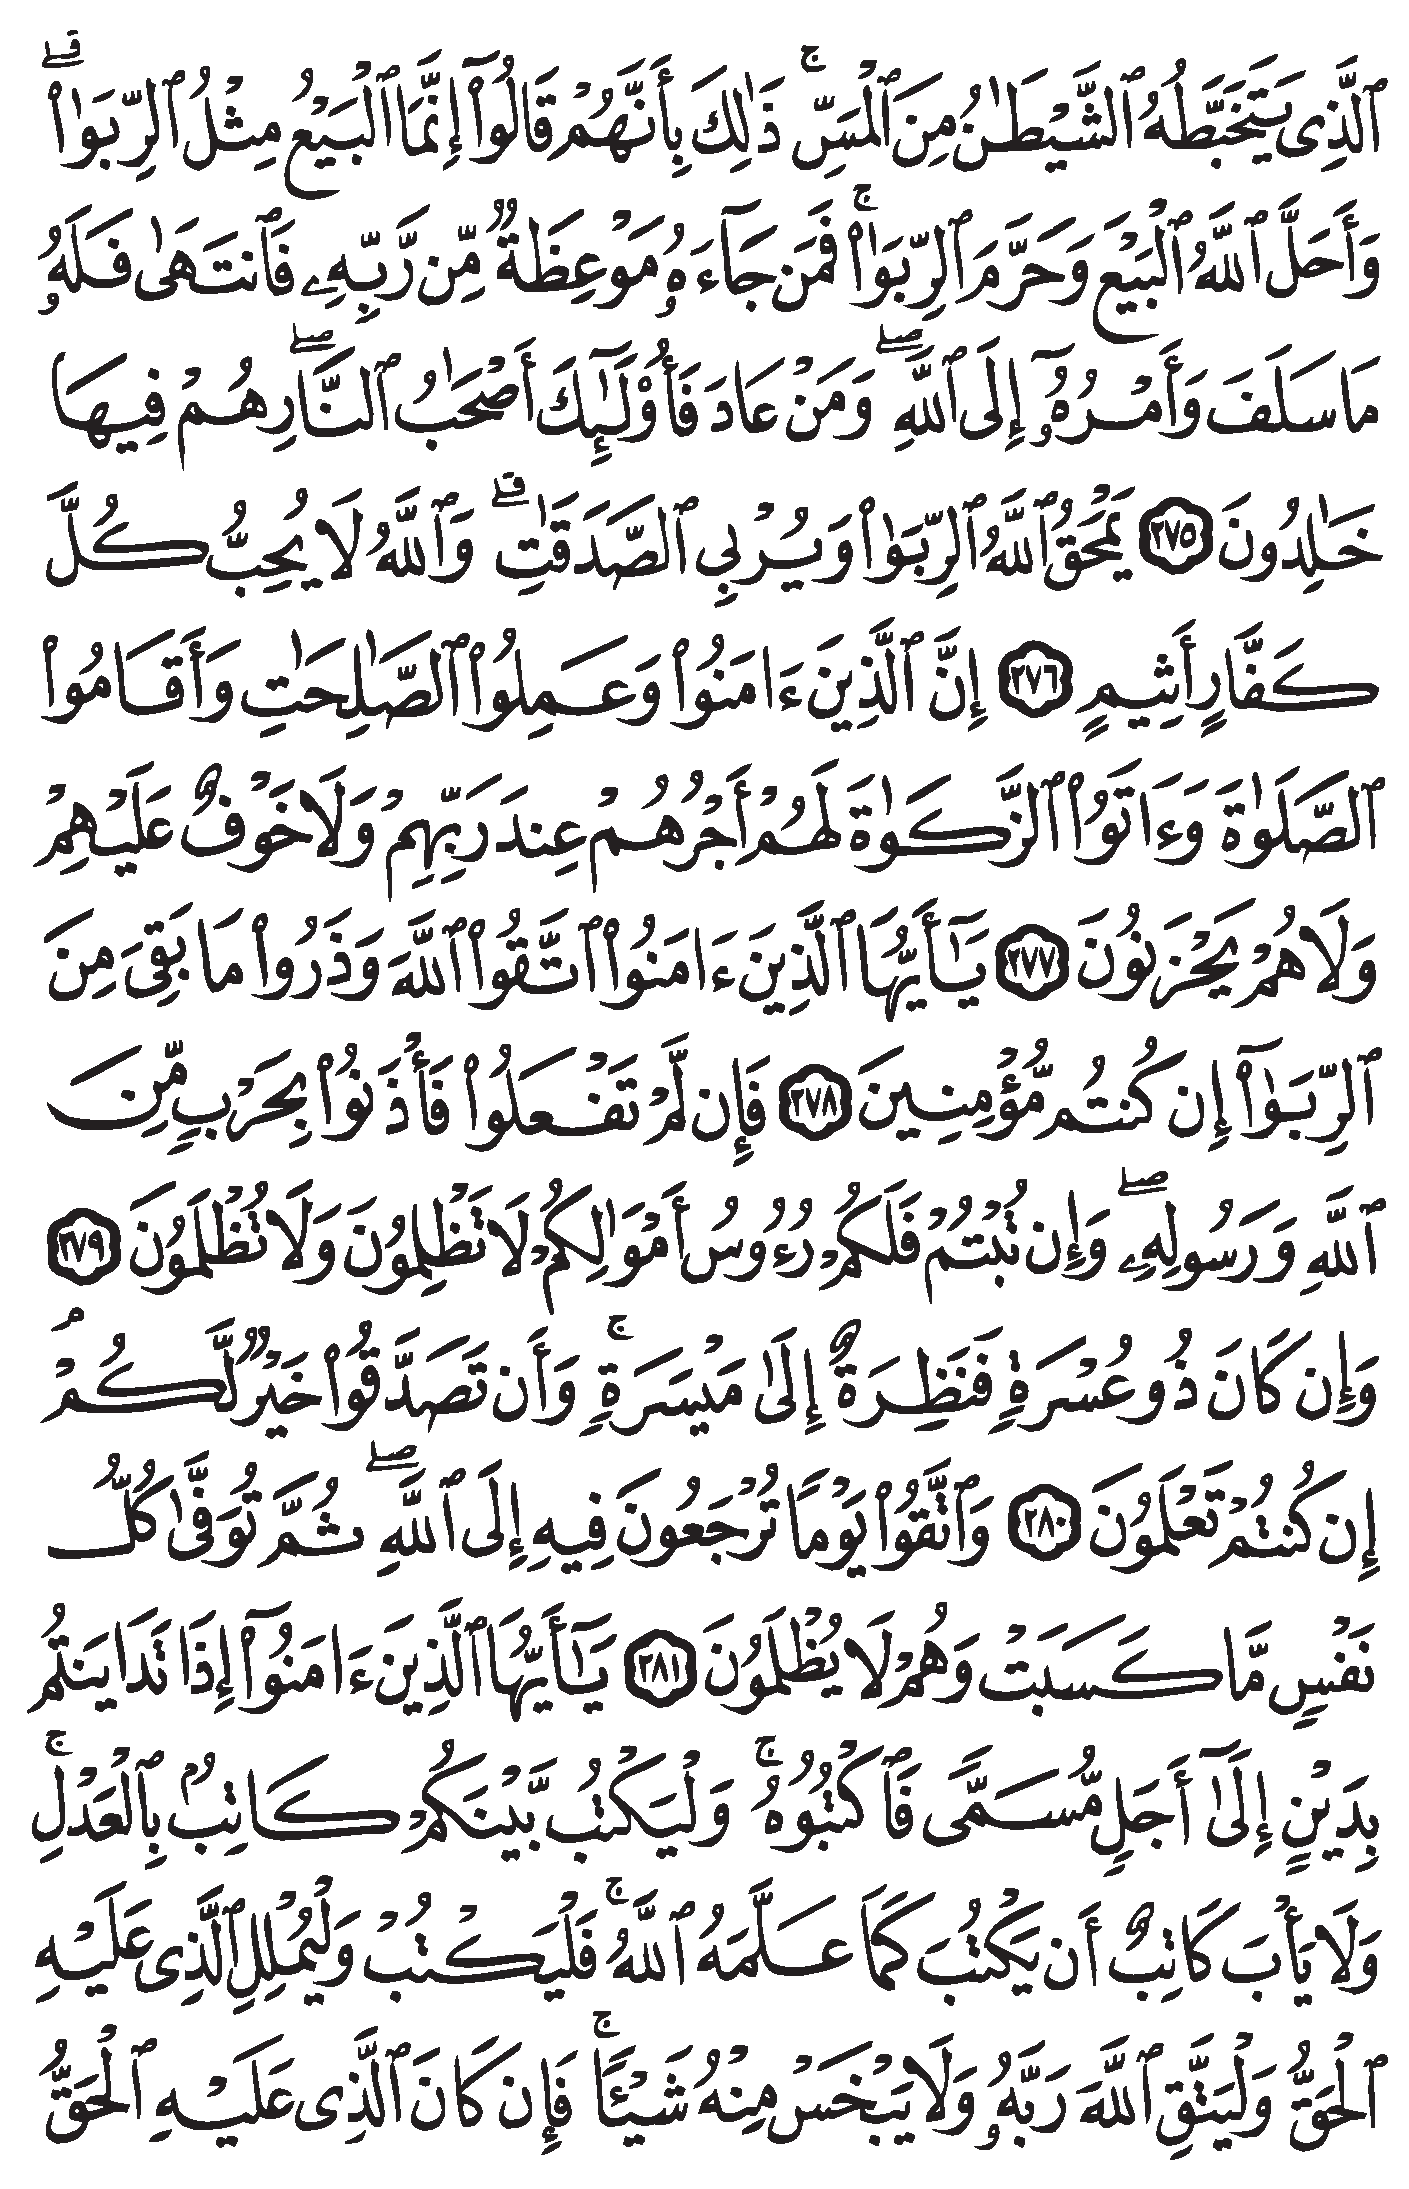 ٱلَّذِى يَتَخَبَّطُهُ ٱلشَّيْطَٰنُ مِنَ ٱلْمَسِّ ۚ ذَٰلِكَ بِأَنَّهُمْ قَالُوٓا۟ إِنَّمَا ٱلْبَيْعُ مِثْلُ ٱلرِّبَوٰا۟ ۗ
وَأَحَلَّ ٱللَّهُ ٱلْبَيْعَ وَحَرَّمَ ٱلرِّبَوٰا۟ ۚ فَمَن جَآءَهُۥ مَوْعِظَةٌ مِّن رَّبِّهِۦ فَٱنتَهَىٰ فَلَهُۥ
مَا سَلَفَ وَأَمْرُهُۥٓ إِلَى ٱللَّهِ ۖ وَمَنْ عَادَ فَأُو۟لَٰٓئِكَ أَصْحَٰبُ ٱلنَّارِ ۖ هُمْ فِيهَا
خَٰلِدُونَ ٢٧٥ يَمْحَقُ ٱللَّهُ ٱلرِّبَوٰا۟ وَيُرْبِى ٱلصَّدَقَٰتِ ۗ وَٱللَّهُ لَا يُحِبُّ كُلَّ
كَفَّارٍ أَثِيمٍ ٢٧٦ إِنَّ ٱلَّذِينَ ءَامَنُوا۟ وَعَمِلُوا۟ ٱلصَّٰلِحَٰتِ وَأَقَامُوا۟
ٱلصَّلَوٰةَ وَءَاتَوُا۟ ٱلزَّكَوٰةَ لَهُمْ أَجْرُهُمْ عِندَ رَبِّهِمْ وَلَا خَوْفٌ عَلَيْهِمْ
وَلَا هُمْ يَحْزَنُونَ ٢٧٧ يَٰٓأَيُّهَا ٱلَّذِينَ ءَامَنُوا۟ ٱتَّقُوا۟ ٱللَّهَ وَذَرُوا۟ مَا بَقِىَ مِنَ
ٱلرِّبَوٰٓا۟ إِن كُنتُم مُّؤْمِنِينَ ٢٧٨ فَإِن لَّمْ تَفْعَلُوا۟ فَأْذَنُوا۟ بِحَرْبٍ مِّنَ
ٱللَّهِ وَرَسُولِهِۦ ۖ وَإِن تُبْتُمْ فَلَكُمْ رُءُوسُ أَمْوَٰلِكُمْ لَا تَظْلِمُونَ وَلَا تُظْلَمُونَ ٢٧٩
وَإِن كَانَ ذُو عُسْرَةٍ فَنَظِرَةٌ إِلَىٰ مَيْسَرَةٍ ۚ وَأَن تَصَدَّقُوا۟ خَيْرٌ لَّكُمْ ۖ
إِن كُنتُمْ تَعْلَمُونَ ٢٨٠ وَٱتَّقُوا۟ يَوْمًا تُرْجَعُونَ فِيهِ إِلَى ٱللَّهِ ۖ ثُمَّ تُوَفَّىٰ كُلُّ
نَفْسٍ مَّا كَسَبَتْ وَهُمْ لَا يُظْلَمُونَ ٢٨١ يَٰٓأَيُّهَا ٱلَّذِينَ ءَامَنُوٓا۟ إِذَا تَدَايَنتُم
بِدَيْنٍ إِلَىٰٓ أَجَلٍ مُّسَمًّى فَٱكْتُبُوهُ ۚ وَلْيَكْتُب بَّيْنَكُمْ كَاتِبٌۢ بِٱلْعَدْلِ ۚ
وَلَا يَأْبَ كَاتِبٌ أَن يَكْتُبَ كَمَا عَلَّمَهُ ٱللَّهُ ۚ فَلْيَكْتُبْ وَلْيُمْلِلِ ٱلَّذِى عَلَيْهِ
ٱلْحَقُّ وَلْيَتَّقِ ٱللَّهَ رَبَّهُۥ وَلَا يَبْخَسْ مِنْهُ شَيْـًٔا ۚ فَإِن كَانَ ٱلَّذِى عَلَيْهِ ٱلْحَقُّ